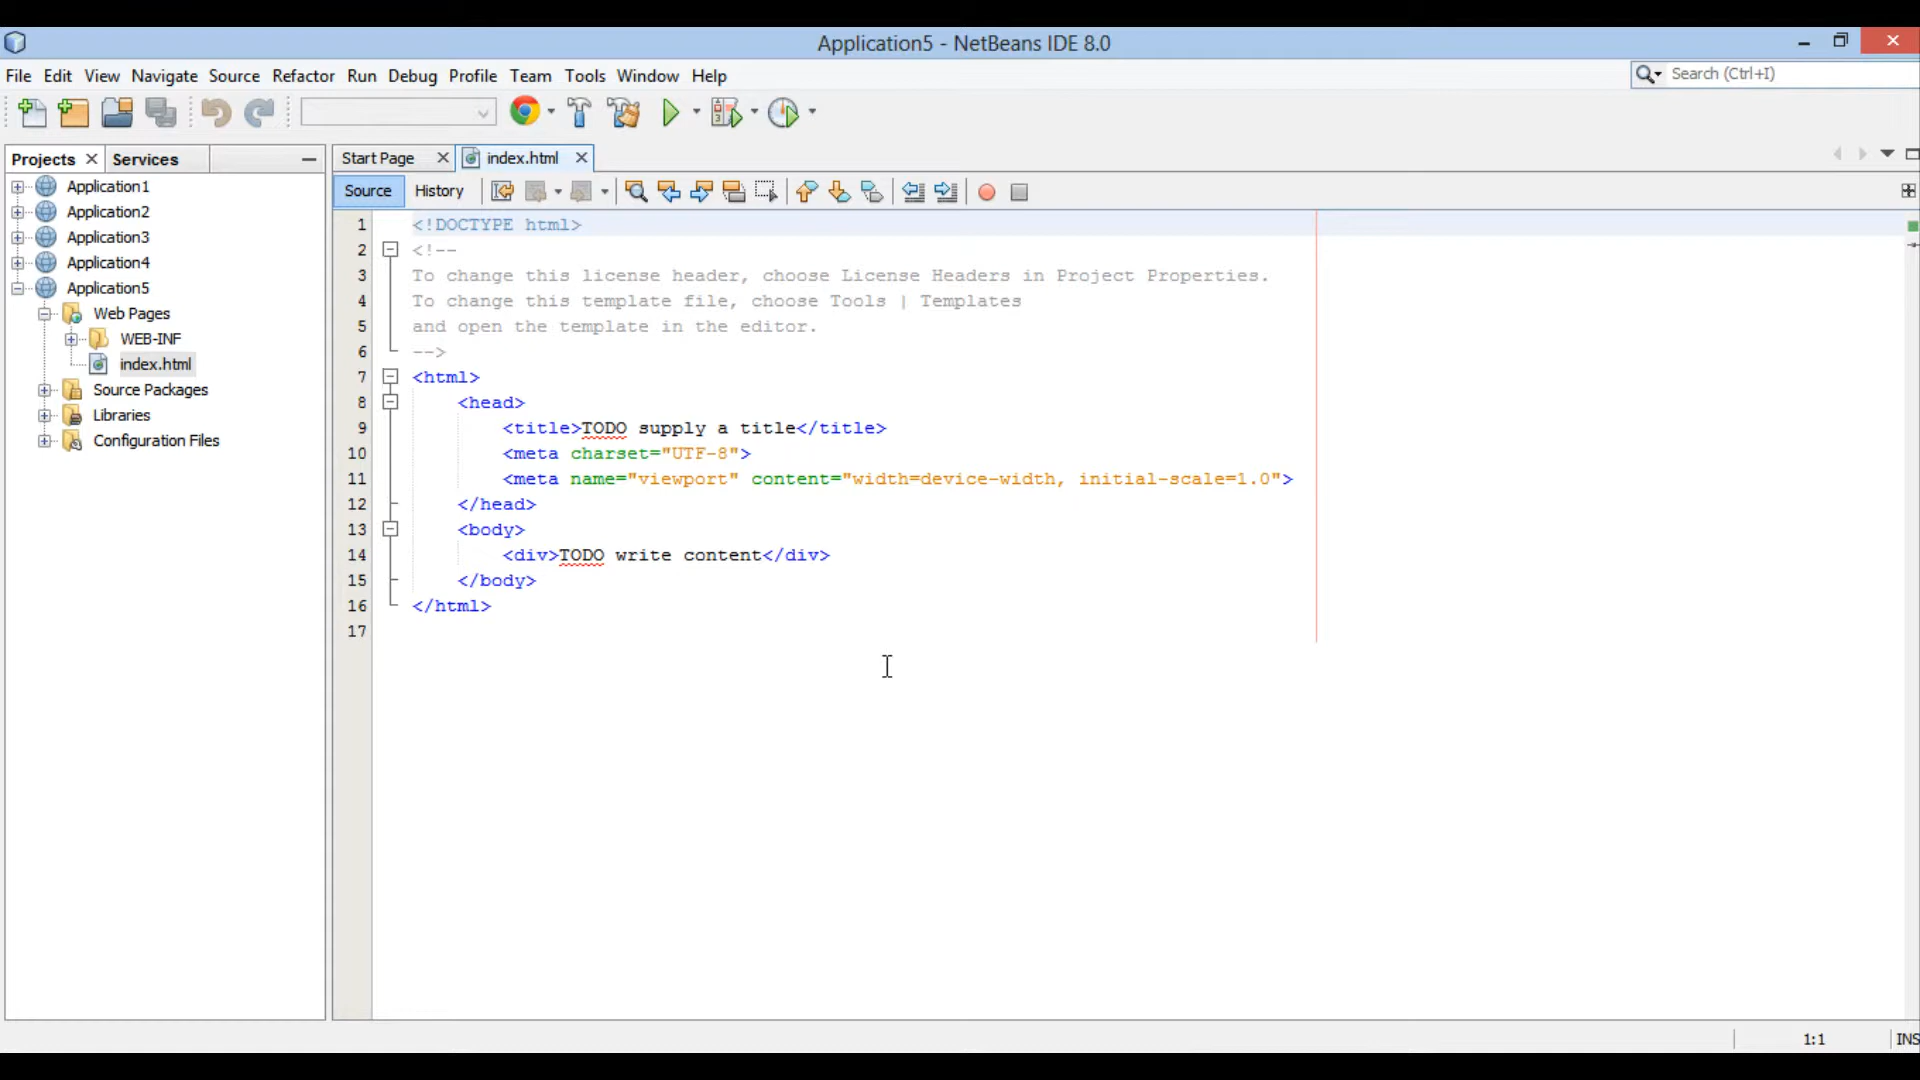 Application5 - NetBeans IDE 8.0
File Edit View Navigate Source Refactor Run Debug Profile Team Tools Window Help
Search (Ctrl+I)
Projects Services
Start Page index.html
Source History
Application1
Application2
Application3
Application4
Application5
Web Pages
WEB-INF
index.html
Source Packages
Libraries
Configuration Files
1 <!DOCTYPE html>
2 <!--
3 To change this license header, choose License Headers in Project Properties.
4 To change this template file, choose Tools | Templates
5 and open the template in the editor.
6 -->
7 <html>
8 <head>
9 <title>TODO supply a title</title>
10 <meta charset="UTF-8">
11 <meta name="viewport" content="width=device-width, initial-scale=1.0">
12 </head>
13 <body>
14 <div>TODO write content</div>
15 </body>
16 </html>
17
1:1 INS